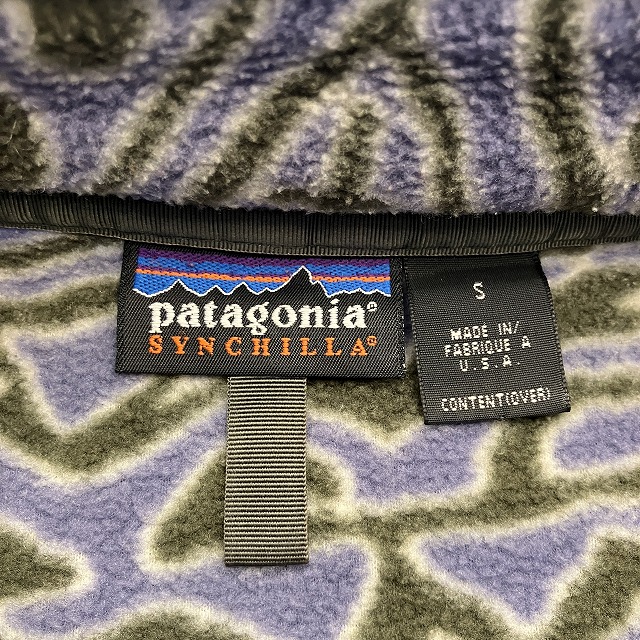 patagonia®
SYNCHILLA®
S
MADE IN/
FABRIQUE A
U.S.A.
CONTENT(OVER)